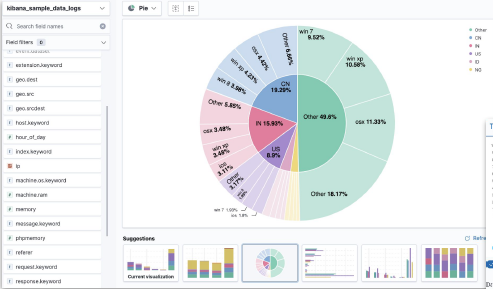 kibana_sample_data_logs
Pie
Search field names
Field filters 0
extension.keyword
geo.dest
geo.src
geo.srcdest
host.keyword
hour_of_day
index.keyword
ip
machine.os.keyword
machine.ram
memory
message.keyword
phpmemory
referer
request.keyword
response.keyword
win 7
9.52%
win xp
10.58%
osx 11.33%
Other 18.17%
Other 49.6%
Other 6.66%
osx 4.42%
win xp 4.23%
win 8 3.98%
CN
19.29%
Other 5.85%
IN 15.93%
osx 3.48%
win xp
3.48%
ios
3.11%
US
8.9%
Other
3.17%
win 7 1.93%
ios 1.8%
Other
CN
IN
US
ID
NG
Suggestions
Refre
Current visualization